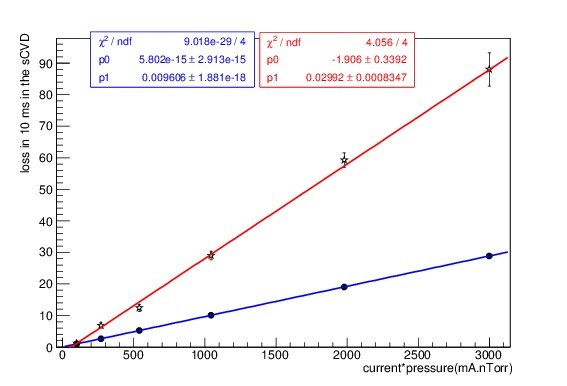 χ² / ndf 9.018e-29 / 4
p0 5.802e-15 ± 2.913e-15
p1 0.009606 ± 1.881e-18
χ² / ndf 4.056 / 4
p0 -1.906 ± 0.3392
p1 0.02992 ± 0.0008347
loss in 10 ms in the sCVD
90
80
70
60
50
40
30
20
10
0
0 500 1000 1500 2000 2500 3000
current*pressure(mA.nTorr)